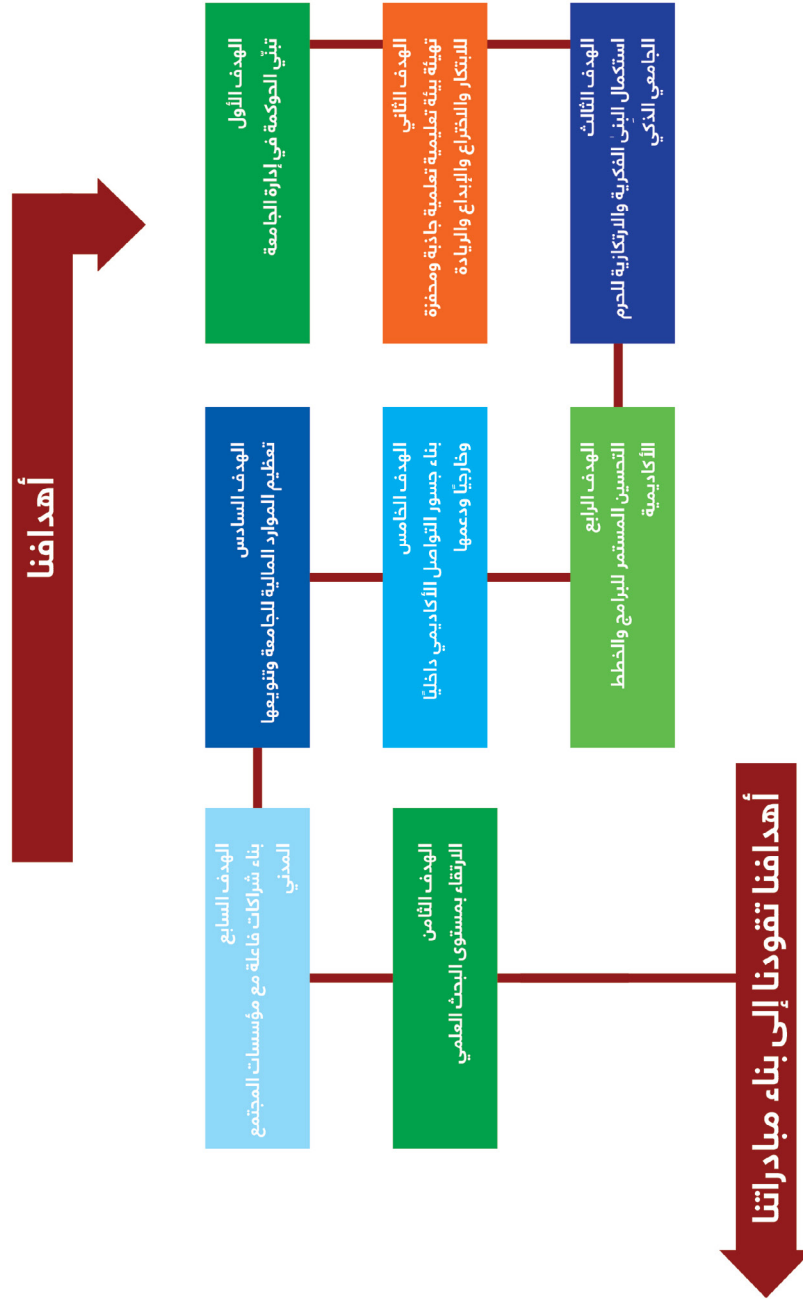 أهدافنا
الهدف الأول
تبنّي الحوكمة في إدارة الجامعة
الهدف الثاني
تهيئة بيئة تعليمية تعلمية جاذبة ومحفزة
للابتكار والاختراع والإبداع والريادة
الهدف الثالث
استكمال البنى الفكرية والارتكازية للحرم
الجامعي الذكي
الهدف الرابع
التحسين المستمر للبرامج والخطط
الأكاديمية
الهدف الخامس
بناء جسور التواصل الأكاديمي داخليًا
وخارجيًا ودعمها
الهدف السادس
تعظيم الموارد المالية للجامعة وتنويعها
الهدف السابع
بناء شراكات فاعلة مع مؤسسات المجتمع
المدني
الهدف الثامن
الارتقاء بمستوى البحث العلمي
أهدافنا تقودنا إلى بناء مبادراتنا